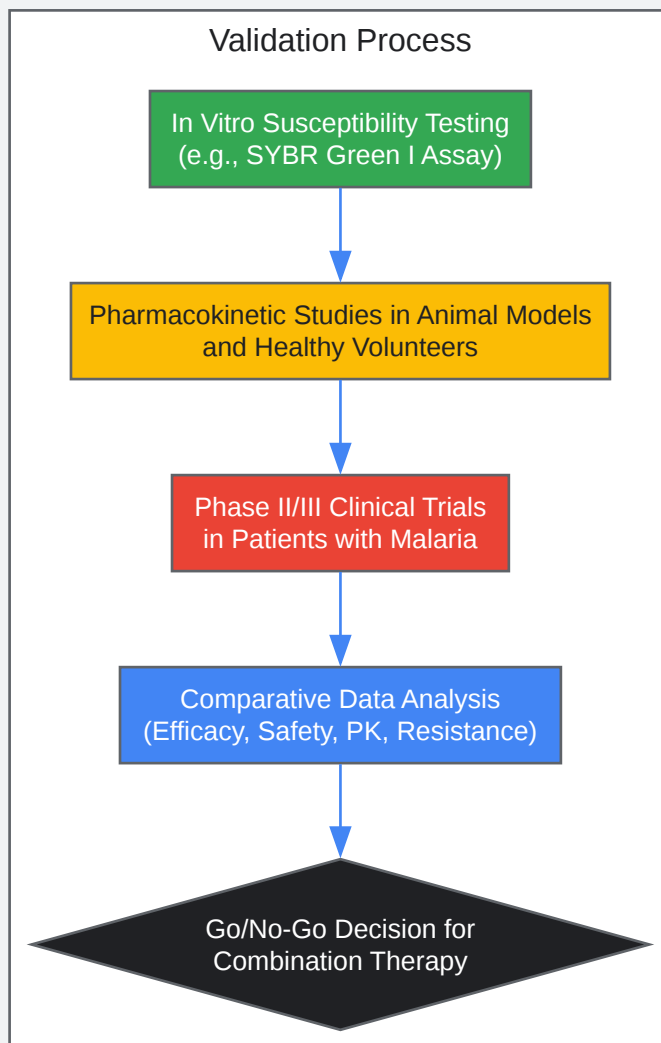 Validation Process
In Vitro Susceptibility Testing
(e.g., SYBR Green I Assay)
Pharmacokinetic Studies in Animal Models
and Healthy Volunteers
Phase II/III Clinical Trials
in Patients with Malaria
Comparative Data Analysis
(Efficacy, Safety, PK, Resistance)
Go/No-Go Decision for
Combination Therapy